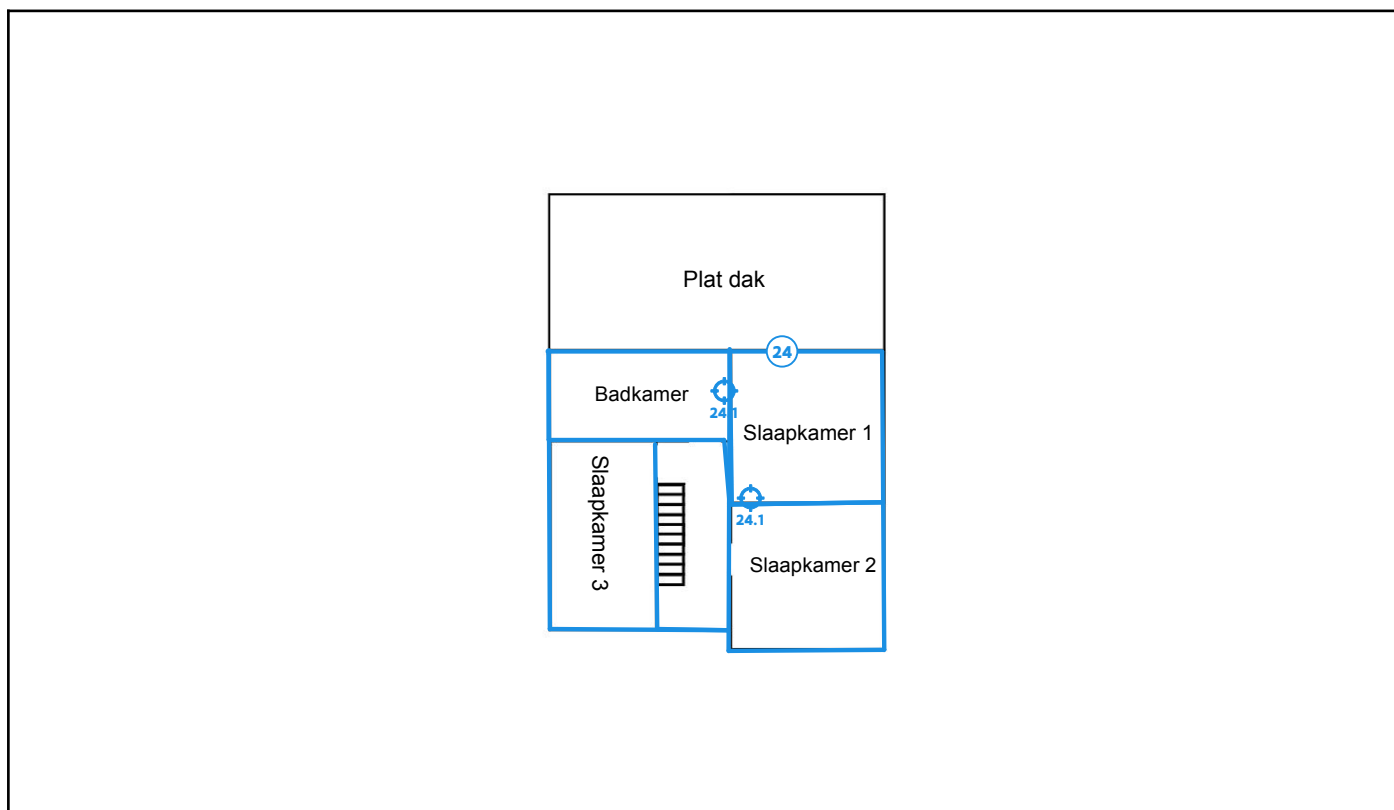 Plat dak
24
Badkamer
24.1
Slaapkamer 1
Slaapkamer 3
24.1
Slaapkamer 2